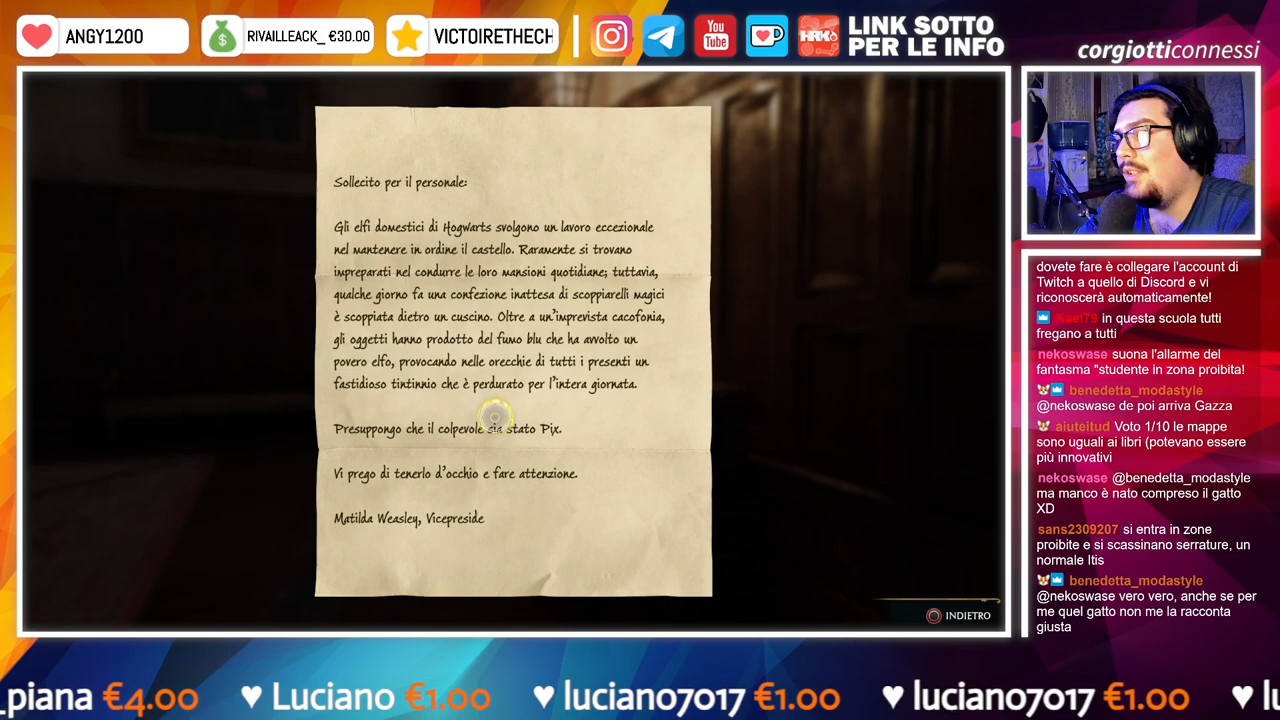 ANGY1200
RIVAILLEACK_ €30.00
VICTOIRETHECH
You
Tube
HRK
LINK SOTTO
PER LE INFO
corgiotticonnessi
Sollecito per il personale:
Gli elfi domestici di Hogwarts svolgono un lavoro eccezionale
nel mantenere in ordine il castello. Raramente si trovano
impreparati nel condurre le loro mansioni quotidiane; tuttavia,
qualche giorno fa una confezione inattesa di scoppiarelli magici
è scoppiata dietro un cuscino. Oltre a un'imprevista cacofonia,
gli oggetti hanno prodotto del fumo blu che ha avvolto un
povero elfo, provocando nelle orecchie di tutti i presenti un
fastidioso tintinnio che è perdurato per l'intera giornata.
Presuppongo che il colpevole sia stato Pix.
Vi prego di tenerlo d'occhio e fare attenzione.
Matilda Weasley, Vicepreside
INDIETRO
dovete fare è collegare l'account di
Twitch a quello di Discord e vi
riconoscerà automaticamente!
Kael79 in questa scuola tutti
fregano a tutti
nekoswase suona l'allarme del
fantasma "studente in zona proibita!
benedetta_modastyle
@nekoswase de poi arriva Gazza
aiuteitud Voto 1/10 le mappe
sono uguali ai libri (potevano essere
più innovativi
nekoswase @benedetta_modastyle
ma manco è nato compreso il gatto
XD
sans2309207 si entra in zone
proibite e si scassinano serrature, un
normale Itis
benedetta_modastyle
@nekoswase vero vero, anche se per
me quel gatto non me la racconta
giusta
_piana €4.00 ♥ Luciano €1.00 ♥ luciano7017 €1.00 ♥ luciano7017 €1.00 ♥